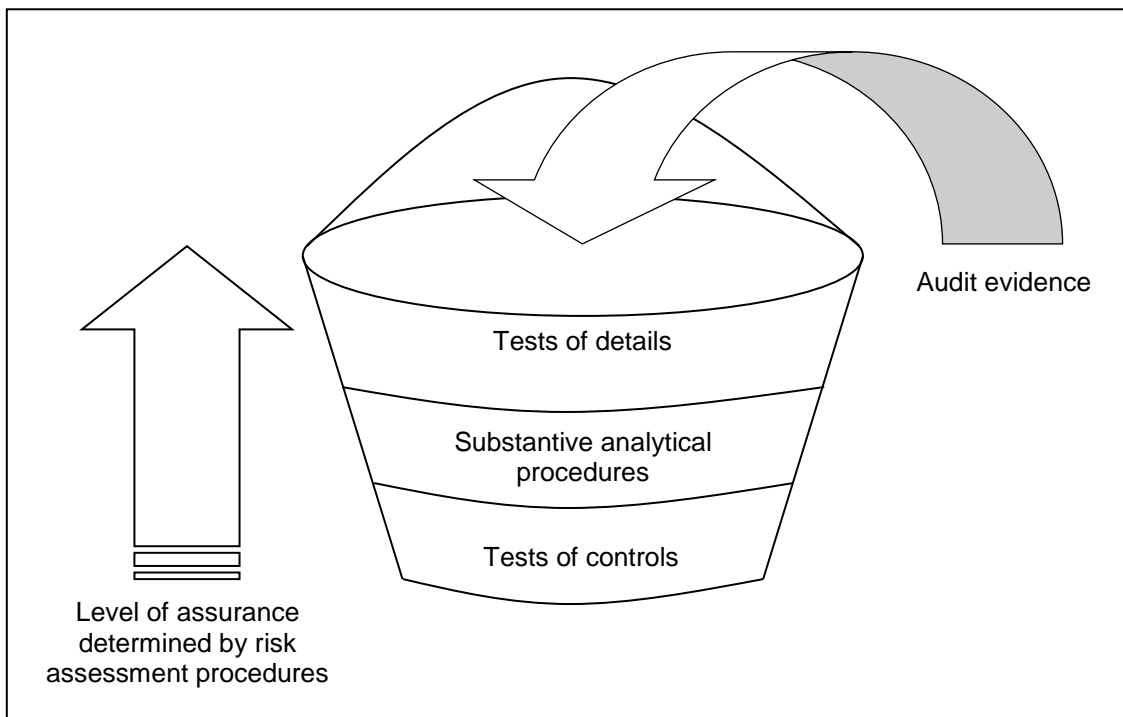 Audit evidence
Tests of details
Substantive analytical
procedures
Tests of controls
Level of assurance
determined by risk
assessment procedures